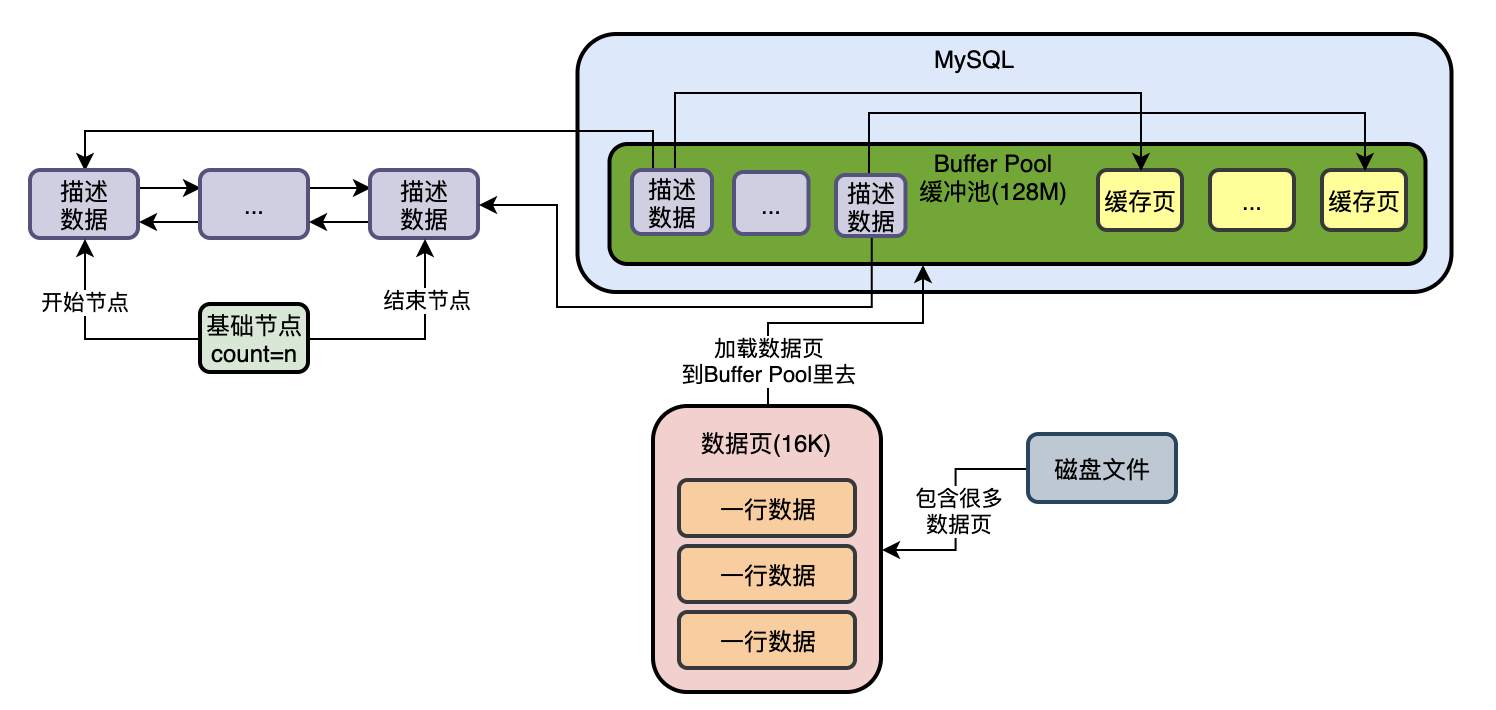 MySQL
Buffer Pool
缓冲池(128M)
描述
数据
...
描述
数据
描述
数据
...
描述
数据
缓存页
...
缓存页
开始节点
结束节点
基础节点
count=n
加载数据页
到Buffer Pool里去
数据页(16K)
一行数据
一行数据
一行数据
包含很多
数据页
磁盘文件